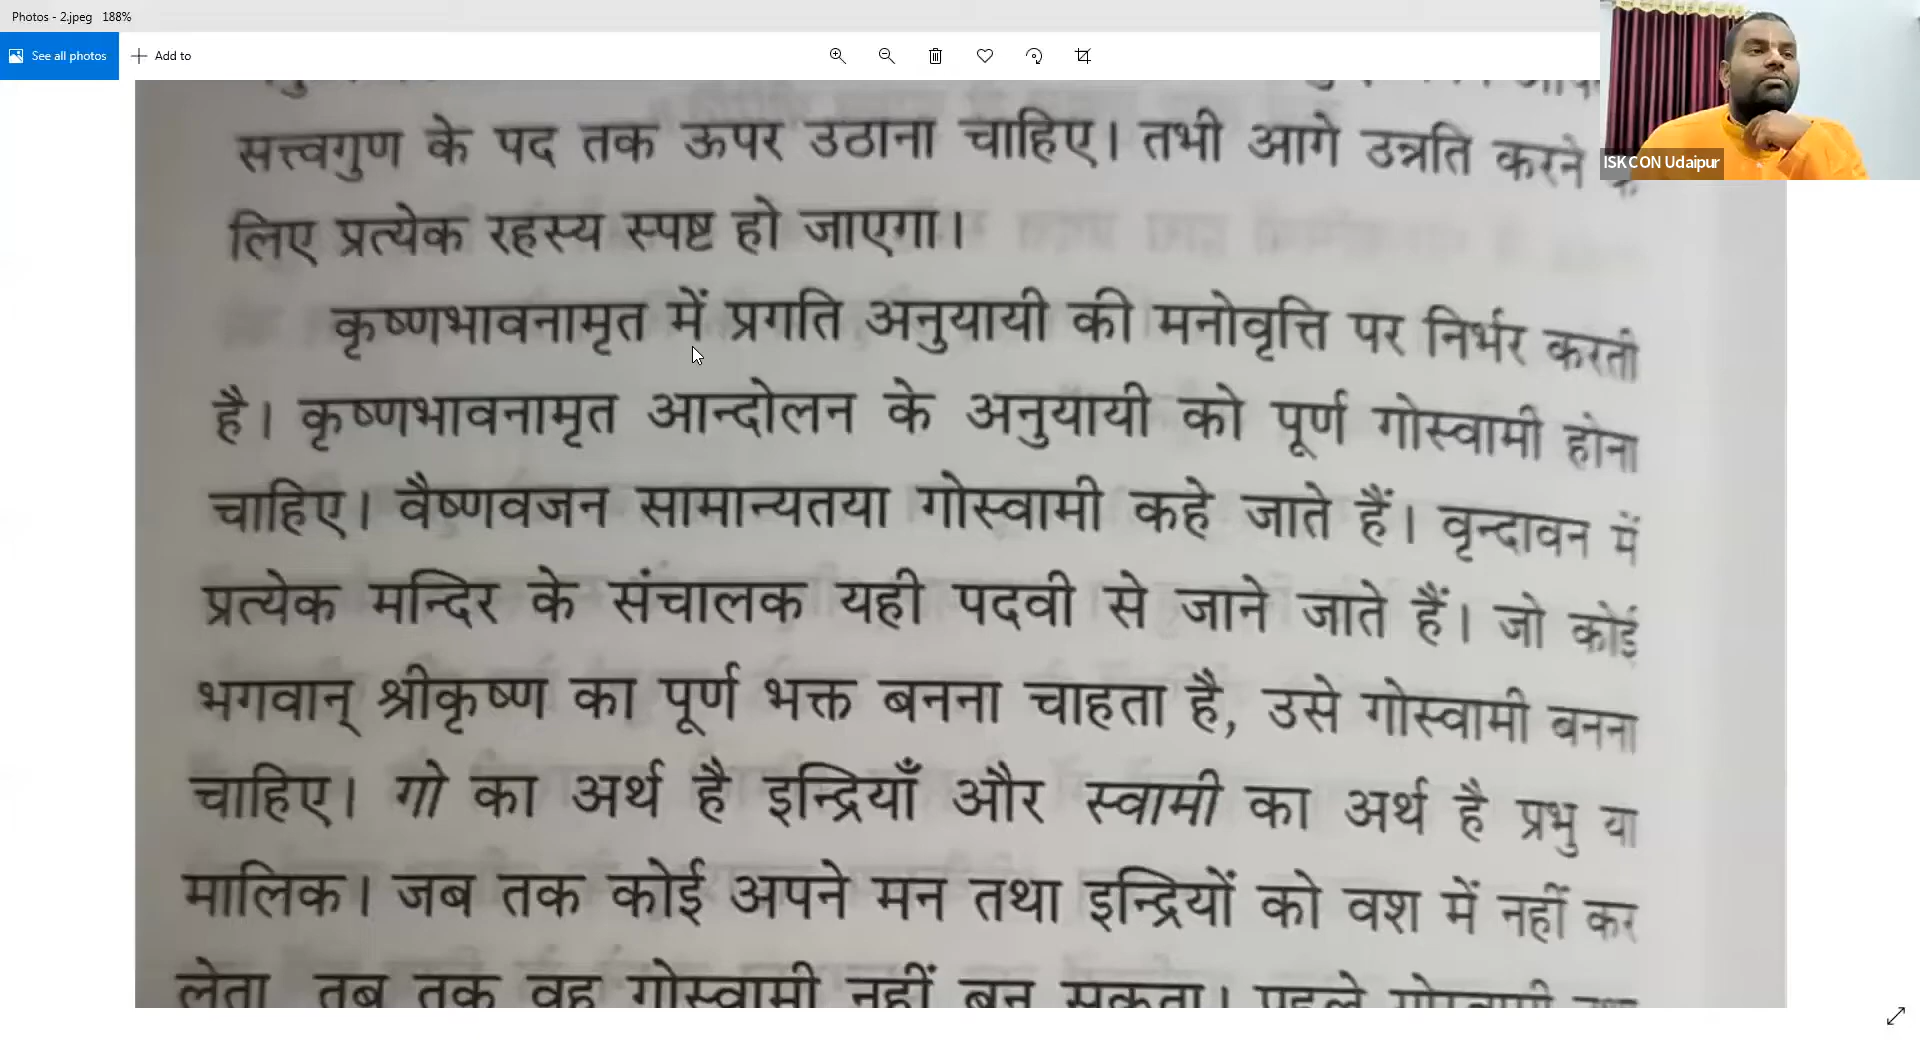 Photos - 2.jpeg 188%
See all photos
Add to
ISKCON Udaipur
सत्त्वगुण के पद तक ऊपर उठाना चाहिए। तभी आगे उन्नति करने
लिए प्रत्येक रहस्य स्पष्ट हो जाएगा।
कृष्णभावनामृत में प्रगति अनुयायी की मनोवृत्ति पर निर्भर करती
है। कृष्णभावनामृत आन्दोलन के अनुयायी को पूर्ण गोस्वामी होना
चाहिए। वैष्णवजन सामान्यतया गोस्वामी कहे जाते हैं। वृन्दावन में
प्रत्येक मन्दिर के संचालक यही पदवी से जाने जाते हैं। जो कोई
भगवान् श्रीकृष्ण का पूर्ण भक्त बनना चाहता है, उसे गोस्वामी बनना
चाहिए। गो का अर्थ है इन्द्रियाँ और स्वामी का अर्थ है प्रभु या
मालिक। जब तक कोई अपने मन तथा इन्द्रियों को वश में नहीं कर
लेता तब तक वह गोस्वामी नहीं बन सकता। पहले गोस्वामी